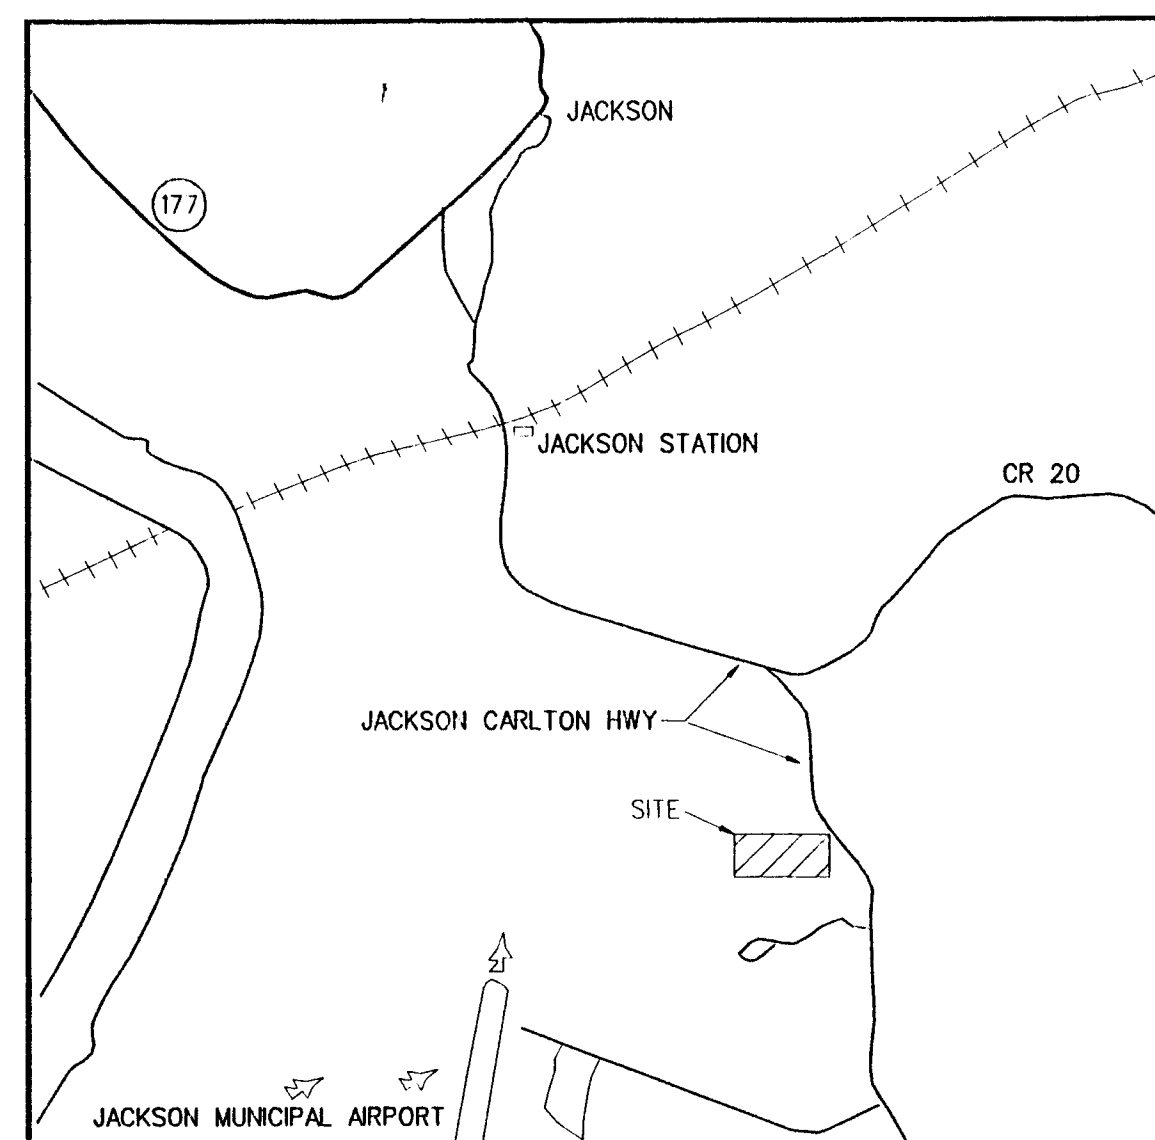 JACKSON
177
JACKSON STATION
CR 20
JACKSON CARLTON HWY
SITE
JACKSON MUNICIPAL AIRPORT